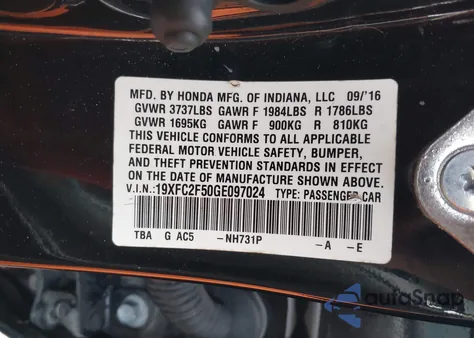 MFD. BY HONDA MFG. OF INDIANA, LLC 09/'16
GVWR 3737LBS GAWR F 1984LBS R 1786LBS
GVWR 1695KG GAWR F 900KG R 810KG
THIS VEHICLE CONFORMS TO ALL APPLICABLE
FEDERAL MOTOR VEHICLE SAFETY, BUMPER,
AND THEFT PREVENTION STANDARDS IN EFFECT
ON THE DATE OF MANUFACTURE SHOWN ABOVE.
V.I.N.:19XFC2F50GE097024 TYPE: PASSENGER CAR
TBA G AC5 -NH731P -A -E
autoSnap